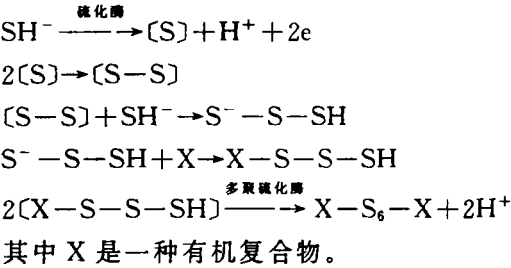 硫化酶
SH⁻ ⟶ 〔S〕+H⁺+2e
2〔S〕→〔S—S〕
〔S—S〕+SH⁻→S⁻—S—SH
S⁻—S—SH+X→X—S—S—SH
多聚硫化酶
2〔X—S—S—SH〕⟶ X—S₆—X+2H⁺
其中 X 是一种有机复合物。